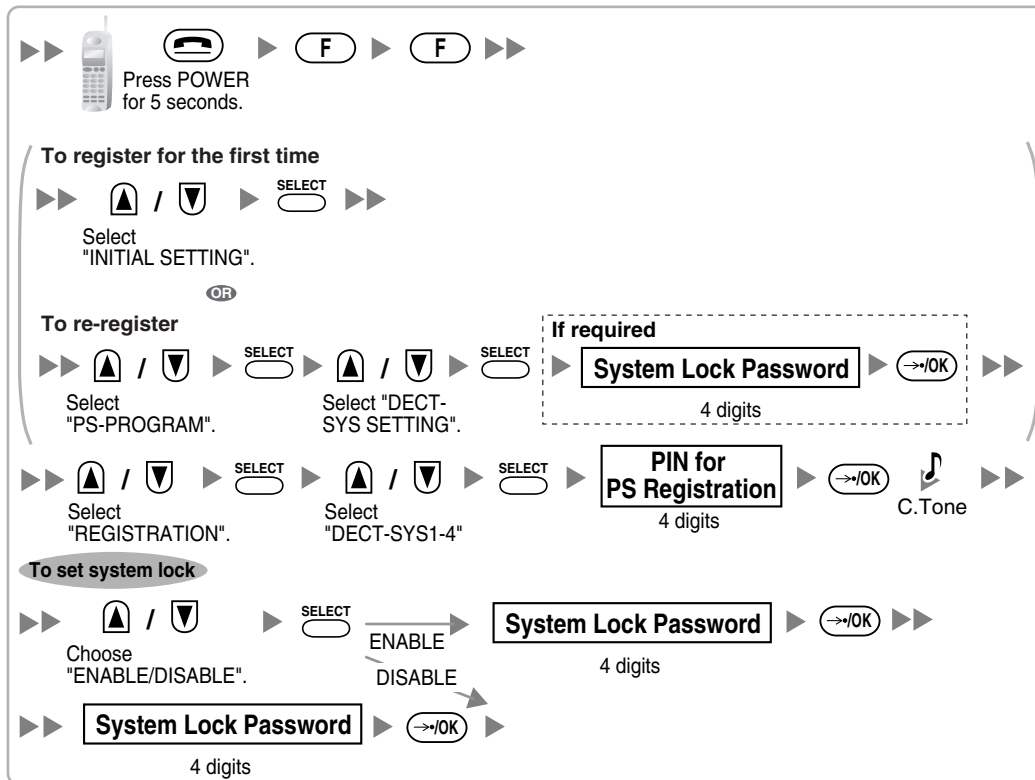 F F
Press POWER
for 5 seconds.
To register for the first time
/ SELECT
Select
"INITIAL SETTING".
OR
To re-register
If required
/ SELECT / SELECT System Lock Password /OK
4 digits
Select
"PS-PROGRAM".
Select "DECT-
SYS SETTING".
/ SELECT / SELECT PIN for
PS Registration /OK
4 digits
C.Tone
Select
"REGISTRATION".
Select
"DECT-SYS1-4"
To set system lock
/ SELECT ENABLE System Lock Password /OK
4 digits
Choose
"ENABLE/DISABLE".
DISABLE
System Lock Password /OK
4 digits